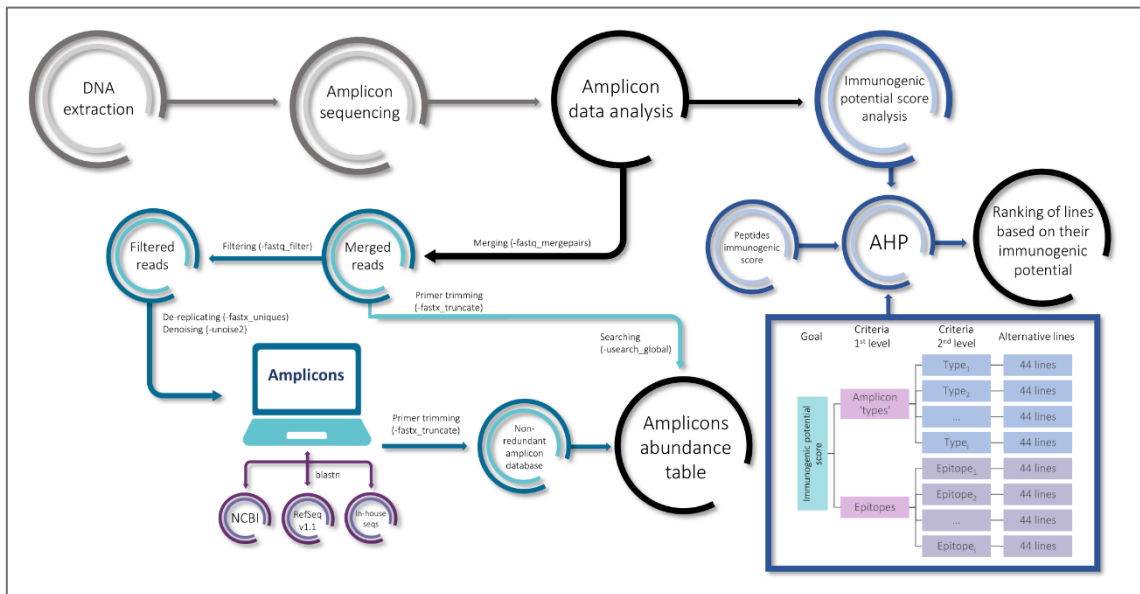 DNA
extraction
Amplicon
sequencing
Amplicon
data analysis
Immunogenic
potential score
analysis
Filtered
reads
Filtering (-fastq_filter)
Merged
reads
Merging (-fastq_mergepairs)
Peptides
immunogenic
score
AHP
Ranking of lines
based on their
immunogenic
potential
De-replicating (-fastx_uniques)
Denoising (-unoise2)
Primer trimming
(-fastx_truncate)
Searching
(-usearch_global)
Amplicons
Primer trimming
(-fastx_truncate)
Non-
redundant
amplicon
database
Amplicons
abundance
table
blastn
NCBI
RefSeq
v1.1
In-house
seqs
Goal
Criteria
1st level
Criteria
2nd level
Alternative lines
Immunogenic potential
score
Amplicon
'types'
Epitopes
Type1
44 lines
Type2
44 lines
...
44 lines
Typei
44 lines
Epitope1
44 lines
Epitope2
44 lines
...
44 lines
Epitopei
44 lines